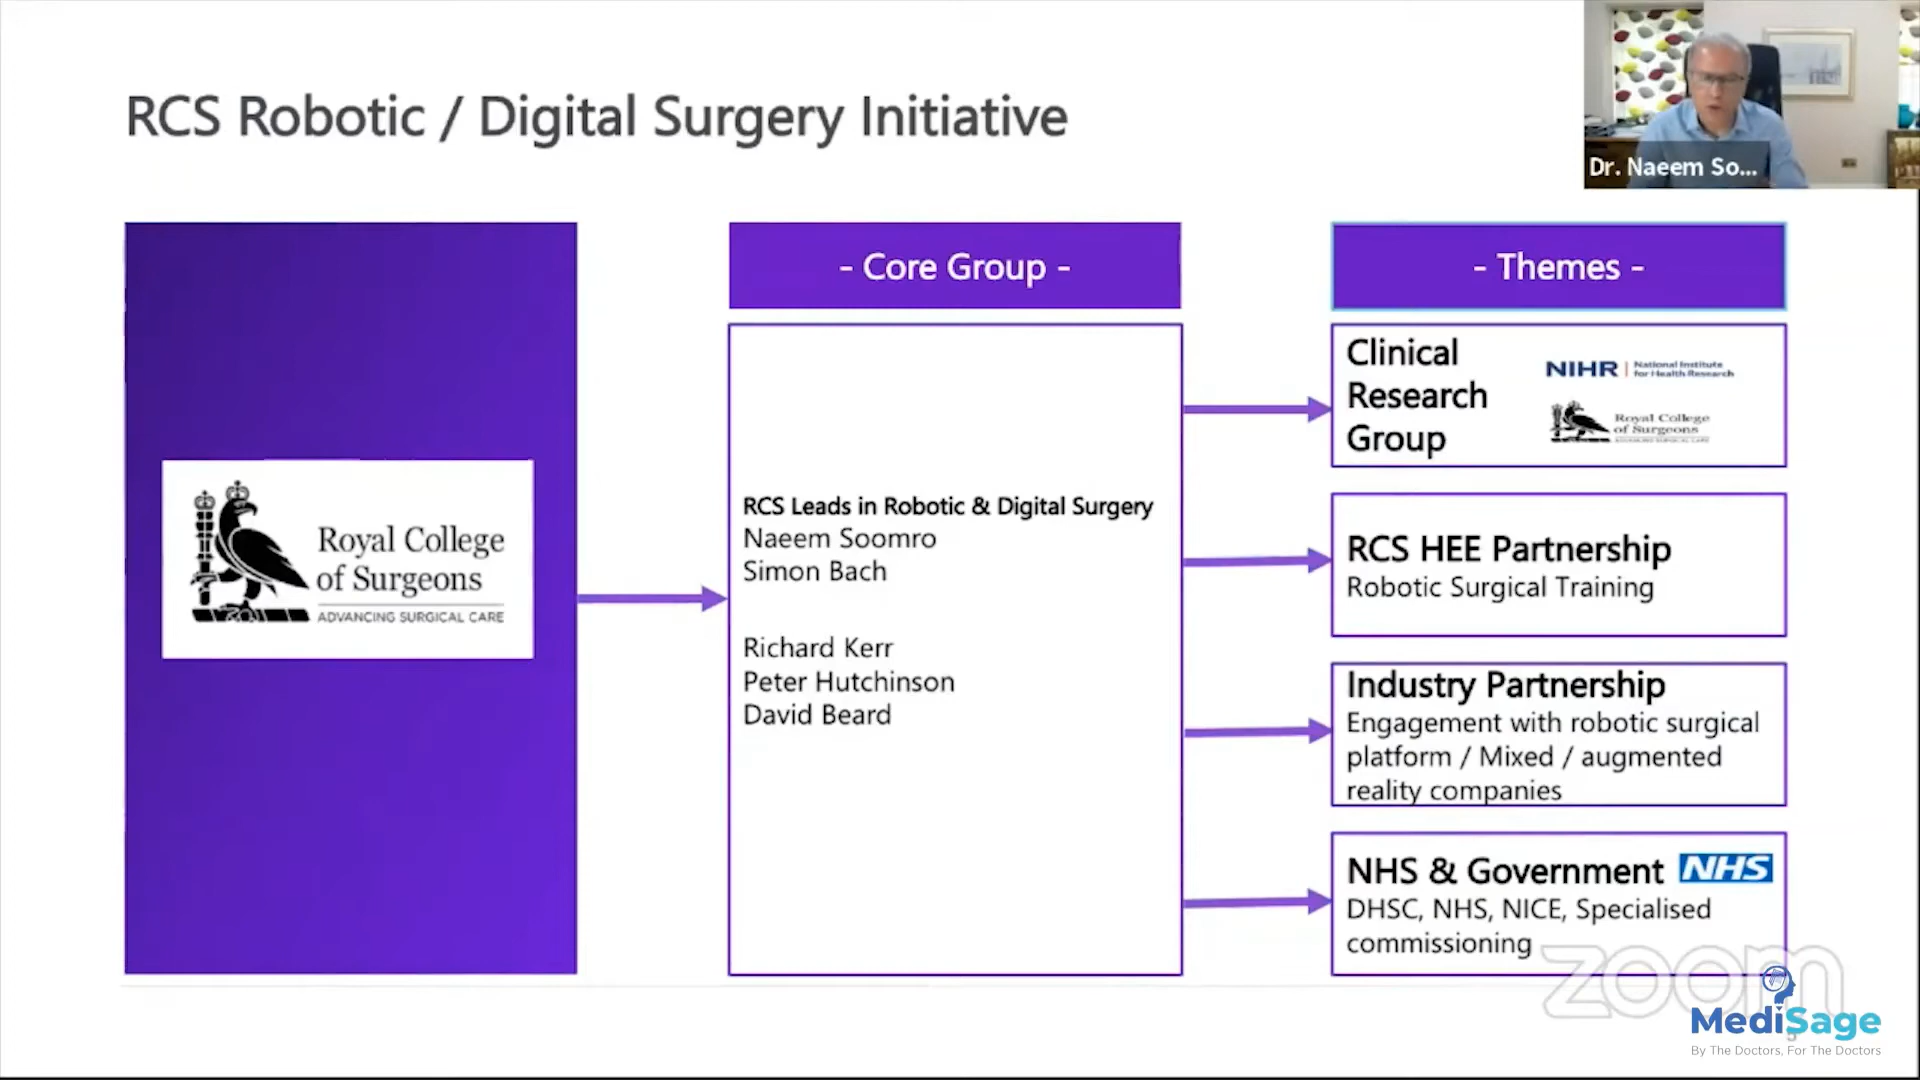 RCS Robotic / Digital Surgery Initiative
Dr. Naeem So...
Royal College
of Surgeons
ADVANCING SURGICAL CARE
- Core Group -
RCS Leads in Robotic & Digital Surgery
Naeem Soomro
Simon Bach
Richard Kerr
Peter Hutchinson
David Beard
- Themes -
Clinical
Research
Group
NIHR | National Institute
for Health Research
Royal College
of Surgeons
ADVANCING SURGICAL CARE
RCS HEE Partnership
Robotic Surgical Training
Industry Partnership
Engagement with robotic surgical
platform / Mixed / augmented
reality companies
NHS & Government NHS
DHSC, NHS, NICE, Specialised
commissioning
zoom
MediSage
By The Doctors, For The Doctors